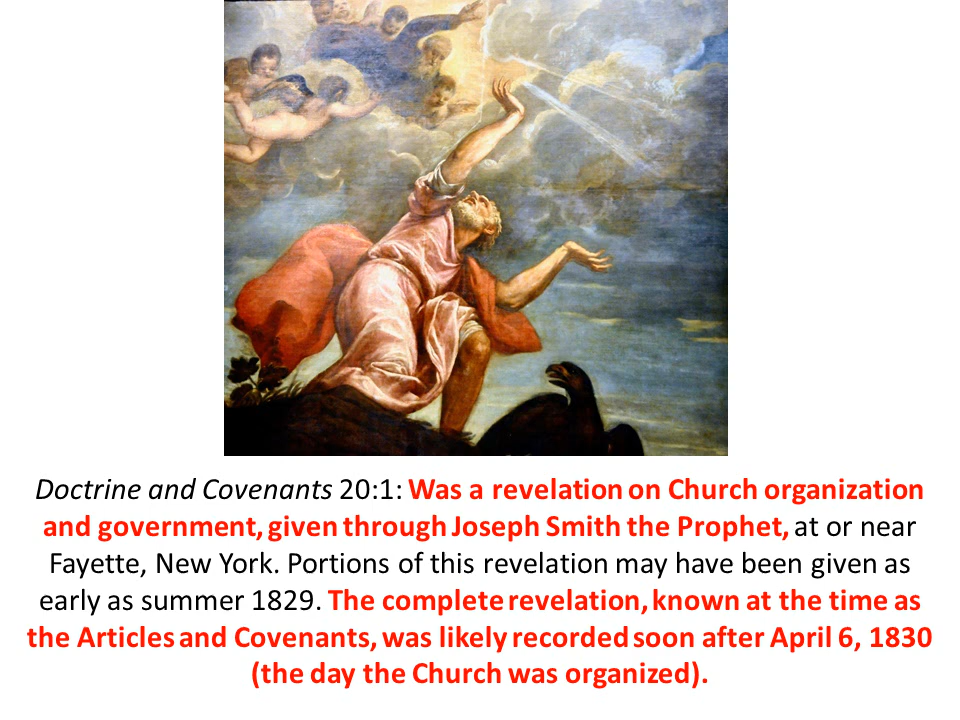 Doctrine and Covenants 20:1: Was a revelation on Church organization
and government, given through Joseph Smith the Prophet, at or near
Fayette, New York. Portions of this revelation may have been given as
early as summer 1829. The complete revelation, known at the time as
the Articles and Covenants, was likely recorded soon after April 6, 1830
(the day the Church was organized).